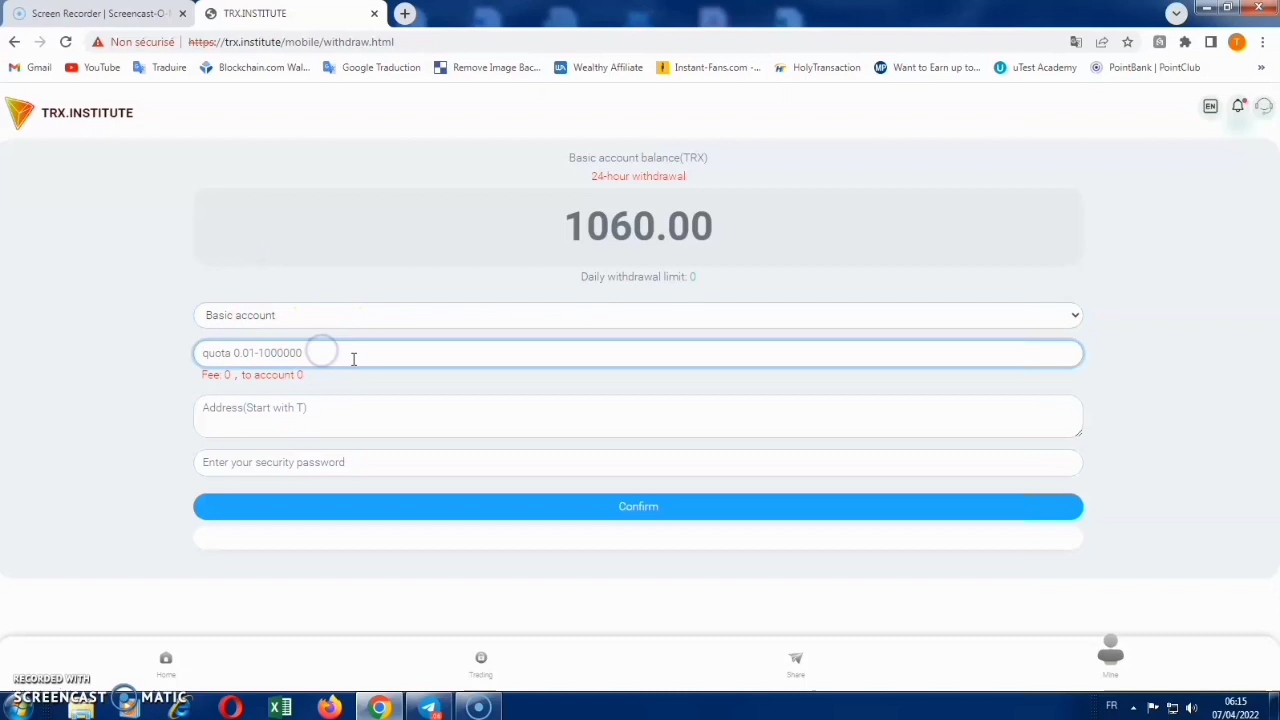 Screen Recorder | Screencast-O-
TRX.INSTITUTE
Non sécurisé
https://trx.institute/mobile/withdraw.html
Gmail
YouTube
Traduire
Blockchain.com Wal...
Google Traduction
Remove Image Bac...
Wealthy Affiliate
Instant-Fans.com -...
HolyTransaction
Want to Earn up to...
uTest Academy
PointBank | PointClub
TRX.INSTITUTE
EN
Basic account balance(TRX)
24-hour withdrawal
1060.00
Daily withdrawal limit: 0
Basic account
quota 0.01-1000000
Fee: 0 , to account 0
Address(Start with T)
Enter your security password
Confirm
Home
Trading
Share
Mine
RECORDED WITH
SCREENCAST MATIC
FR
06:15
07/04/2022